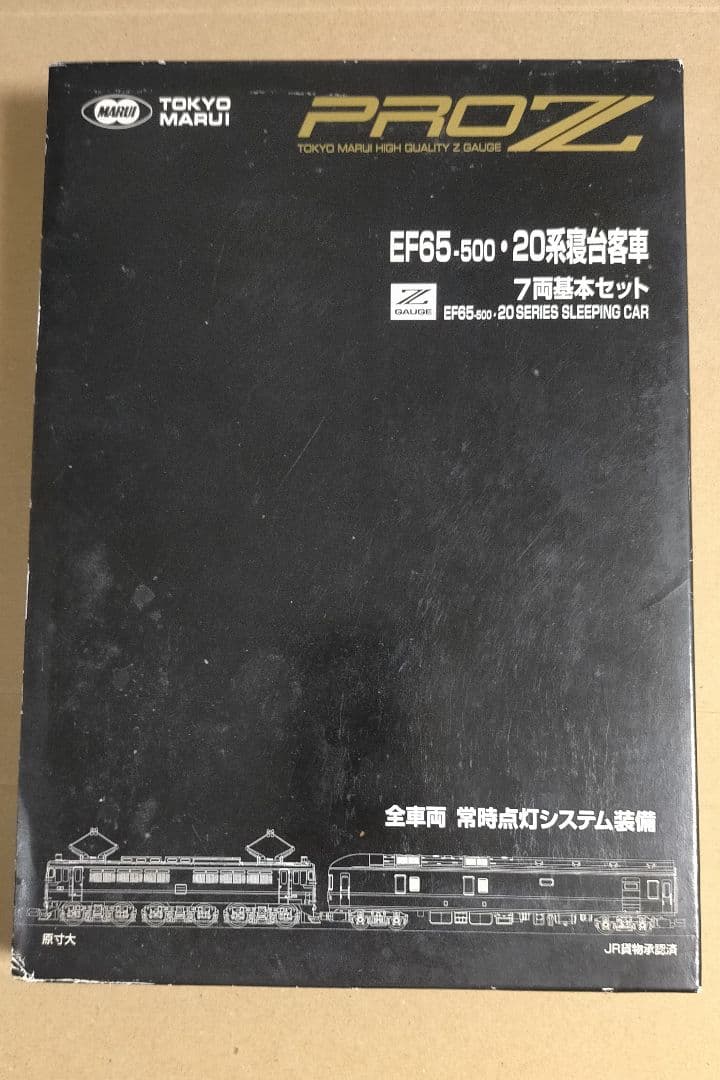 MARUI
TOKYO
MARUI
PROZ
TOKYO MARUI HIGH QUALITY Z GAUGE
EF65-500・20系寝台客車
7両基本セット
Z
GAUGE
EF65-500・20 SERIES SLEEPING CAR
全車両 常時点灯システム装備
原寸大
JR貨物承認済